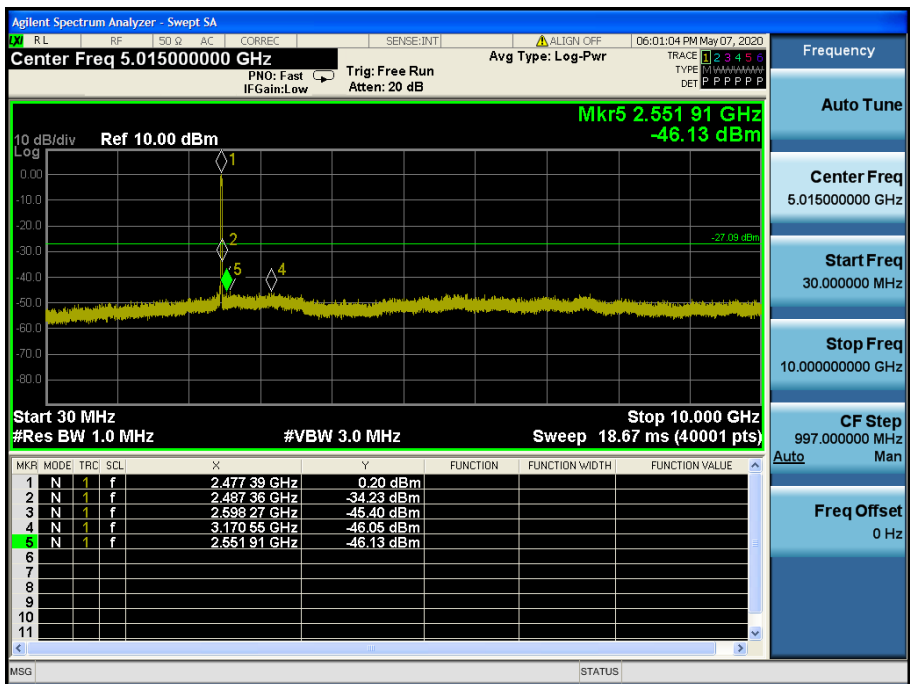 Agilent Spectrum Analyzer - Swept SA
LXI RL RF 50 Ω AC CORREC SENSE:INT ALIGN OFF 06:01:04 PM May 07, 2020
Center Freq 5.015000000 GHz
PNO: Fast
IFGain:Low
Trig: Free Run
Atten: 20 dB
Avg Type: Log-Pwr
TRACE 1 2 3 4 5 6
TYPE M
DET P P P P P P
Mkr5 2.551 91 GHz
-46.13 dBm
10 dB/div Ref 10.00 dBm
Log
0.00
-10.0
-20.0
-30.0
-40.0
-50.0
-60.0
-70.0
-80.0
1
2
5
4
-27.09 dBm
Start 30 MHz Stop 10.000 GHz
#Res BW 1.0 MHz #VBW 3.0 MHz Sweep 18.67 ms (40001 pts)
MKR MODE TRC SCL X Y FUNCTION FUNCTION WIDTH FUNCTION VALUE
1 N 1 f 2.477 39 GHz 0.20 dBm
2 N 1 f 2.487 36 GHz -34.23 dBm
3 N 1 f 2.598 27 GHz -45.40 dBm
4 N 1 f 3.170 55 GHz -46.05 dBm
5 N 1 f 2.551 91 GHz -46.13 dBm
6
7
8
9
10
11
MSG STATUS
Frequency
Auto Tune
Center Freq
5.015000000 GHz
Start Freq
30.000000 MHz
Stop Freq
10.000000000 GHz
CF Step
997.000000 MHz
Auto Man
Freq Offset
0 Hz